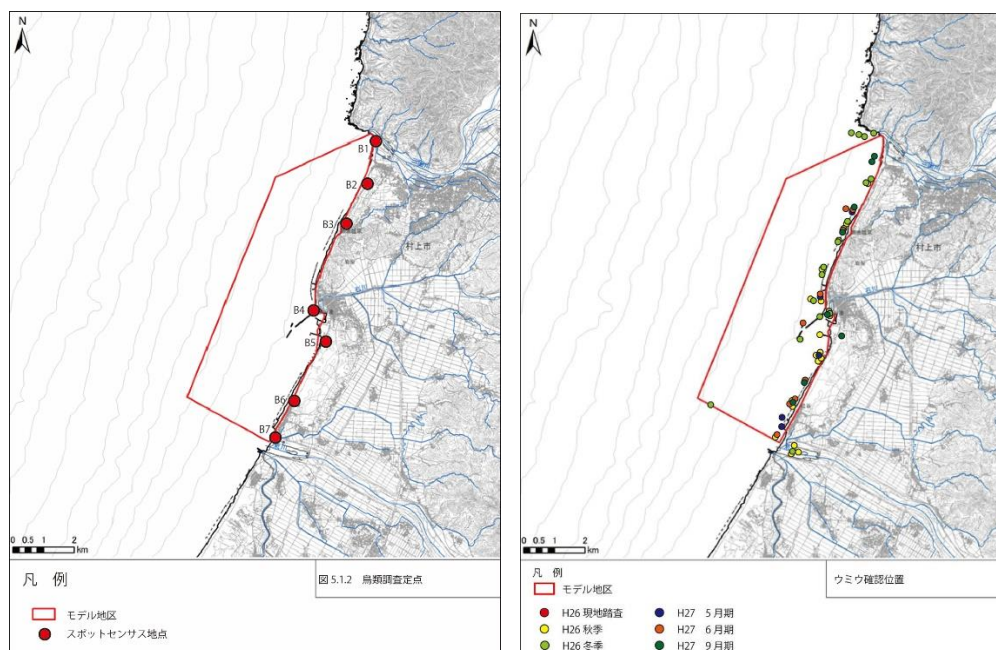 N
B1
B2
B3
村上市
B4
B5
B6
B7
0 0.5 1 2
km
凡 例
図 5.1.2 鳥類調査定点
モデル地区
スポットセンサス地点
N
村上市
0 0.5 1 2
km
凡 例
ウミウ確認位置
モデル地区
H26 現地踏査
H27 5 月期
H26 秋季
H27 6 月期
H26 冬季
H27 9 月期